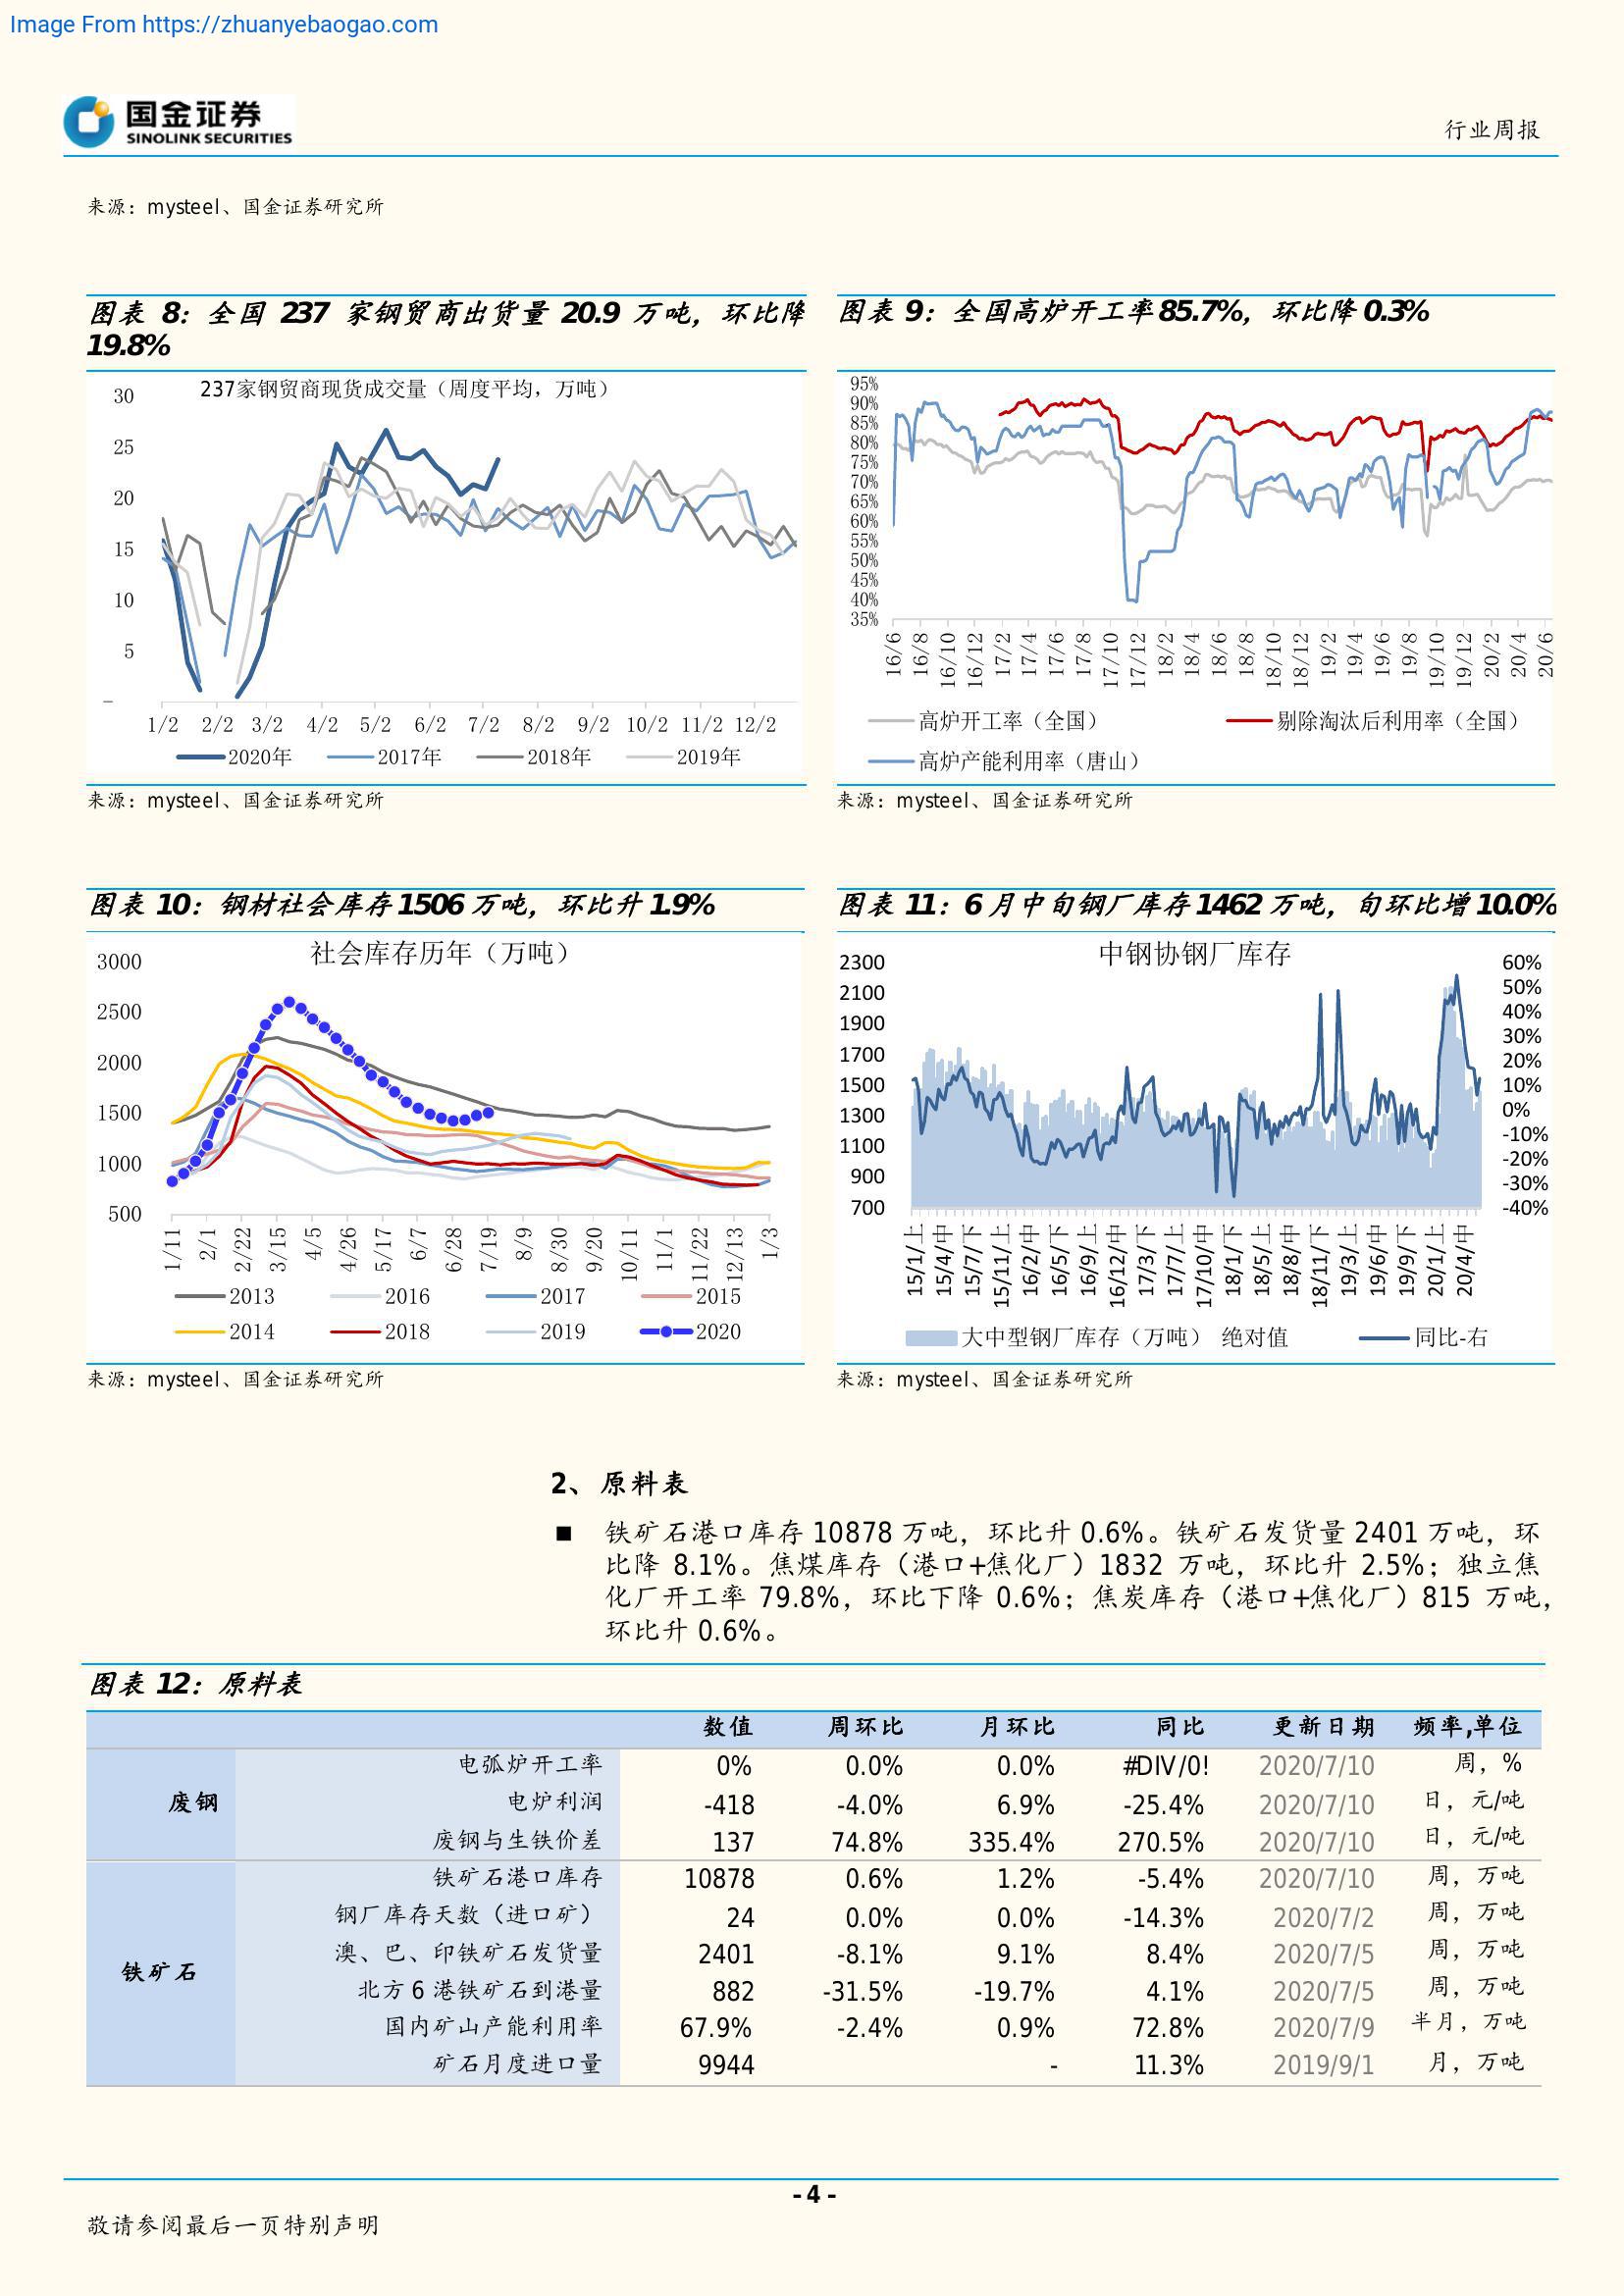 Image From https://zhuanyebaogao.com
国金证券
SINOLINK SECURITIES
行业周报
来源：mysteel、国金证券研究所
图表 8：全国 237 家钢贸商出货量 20.9 万吨，环比降
19.8%
237家钢贸商现货成交量（周度平均，万吨）
30
25
20
15
10
5
–
1/2 2/2 3/2 4/2 5/2 6/2 7/2 8/2 9/2 10/2 11/2 12/2
2020年 2017年 2018年 2019年
来源：mysteel、国金证券研究所
图表 9：全国高炉开工率85.7%，环比降 0.3%
95%
90%
85%
80%
75%
70%
65%
60%
55%
50%
45%
40%
35%
16/6 16/8 16/10 16/12 17/2 17/4 17/6 17/8 17/10 17/12 18/2 18/4 18/6 18/8 18/10 18/12 19/2 19/4 19/6 19/8 19/10 19/12 20/2 20/4 20/6
高炉开工率（全国） 剔除淘汰后利用率（全国）
高炉产能利用率（唐山）
来源：mysteel、国金证券研究所
图表 10：钢材社会库存1506 万吨，环比升 1.9%
社会库存历年（万吨）
3000
2500
2000
1500
1000
500
1/11 2/1 2/22 3/15 4/5 4/26 5/17 6/7 6/28 7/19 8/9 8/30 9/20 10/11 11/1 11/22 12/13 1/3
2013 2016 2017 2015
2014 2018 2019 2020
来源：mysteel、国金证券研究所
图表 11：6 月中旬钢厂库存1462 万吨，旬环比增10.0%
中钢协钢厂库存
2300
2100
1900
1700
1500
1300
1100
900
700
60%
50%
40%
30%
20%
10%
0%
-10%
-20%
-30%
-40%
15/1/上 15/4/中 15/7/下 15/11/上 16/2/中 16/5/下 16/9/上 16/12/中 17/3/下 17/7/上 17/10/中 18/1/下 18/5/上 18/8/中 18/11/下 19/3/上 19/6/中 19/9/下 20/1/上 20/4/中
大中型钢厂库存（万吨） 绝对值 同比-右
来源：mysteel、国金证券研究所
2、原料表
■ 铁矿石港口库存 10878 万吨，环比升 0.6%。铁矿石发货量 2401 万吨，环
比降 8.1%。焦煤库存（港口+焦化厂）1832 万吨，环比升 2.5%；独立焦
化厂开工率 79.8%，环比下降 0.6%；焦炭库存（港口+焦化厂）815 万吨，
环比升 0.6%。
图表 12：原料表
数值 周环比 月环比 同比 更新日期 频率,单位
废钢
电弧炉开工率 0% 0.0% 0.0% #DIV/0! 2020/7/10 周，%
电炉利润 -418 -4.0% 6.9% -25.4% 2020/7/10 日，元/吨
废钢与生铁价差 137 74.8% 335.4% 270.5% 2020/7/10 日，元/吨
铁矿石
铁矿石港口库存 10878 0.6% 1.2% -5.4% 2020/7/10 周，万吨
钢厂库存天数（进口矿） 24 0.0% 0.0% -14.3% 2020/7/2 周，万吨
澳、巴、印铁矿石发货量 2401 -8.1% 9.1% 8.4% 2020/7/5 周，万吨
北方 6 港铁矿石到港量 882 -31.5% -19.7% 4.1% 2020/7/5 周，万吨
国内矿山产能利用率 67.9% -2.4% 0.9% 72.8% 2020/7/9 半月，万吨
矿石月度进口量 9944 - 11.3% 2019/9/1 月，万吨
- 4 -
敬请参阅最后一页特别声明